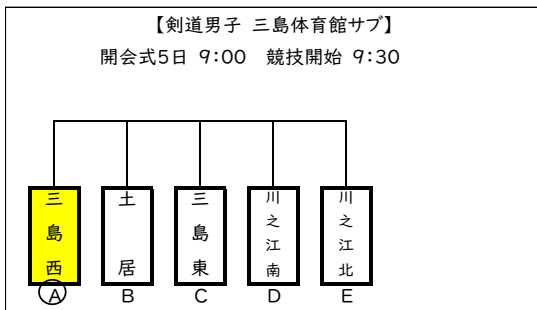 【剣道男子 三島体育館サブ】
開会式5日 9:00 競技開始 9:30
三島西
土居
三島東
川之江南
川之江北
A
B
C
D
E